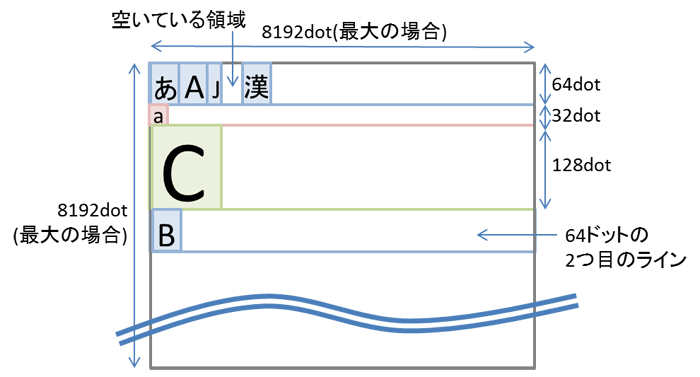 空いている領域
8192dot(最大の場合)
あ A J 漢
64dot
a
32dot
C
128dot
8192dot
(最大の場合)
B
64ドットの
2つ目のライン